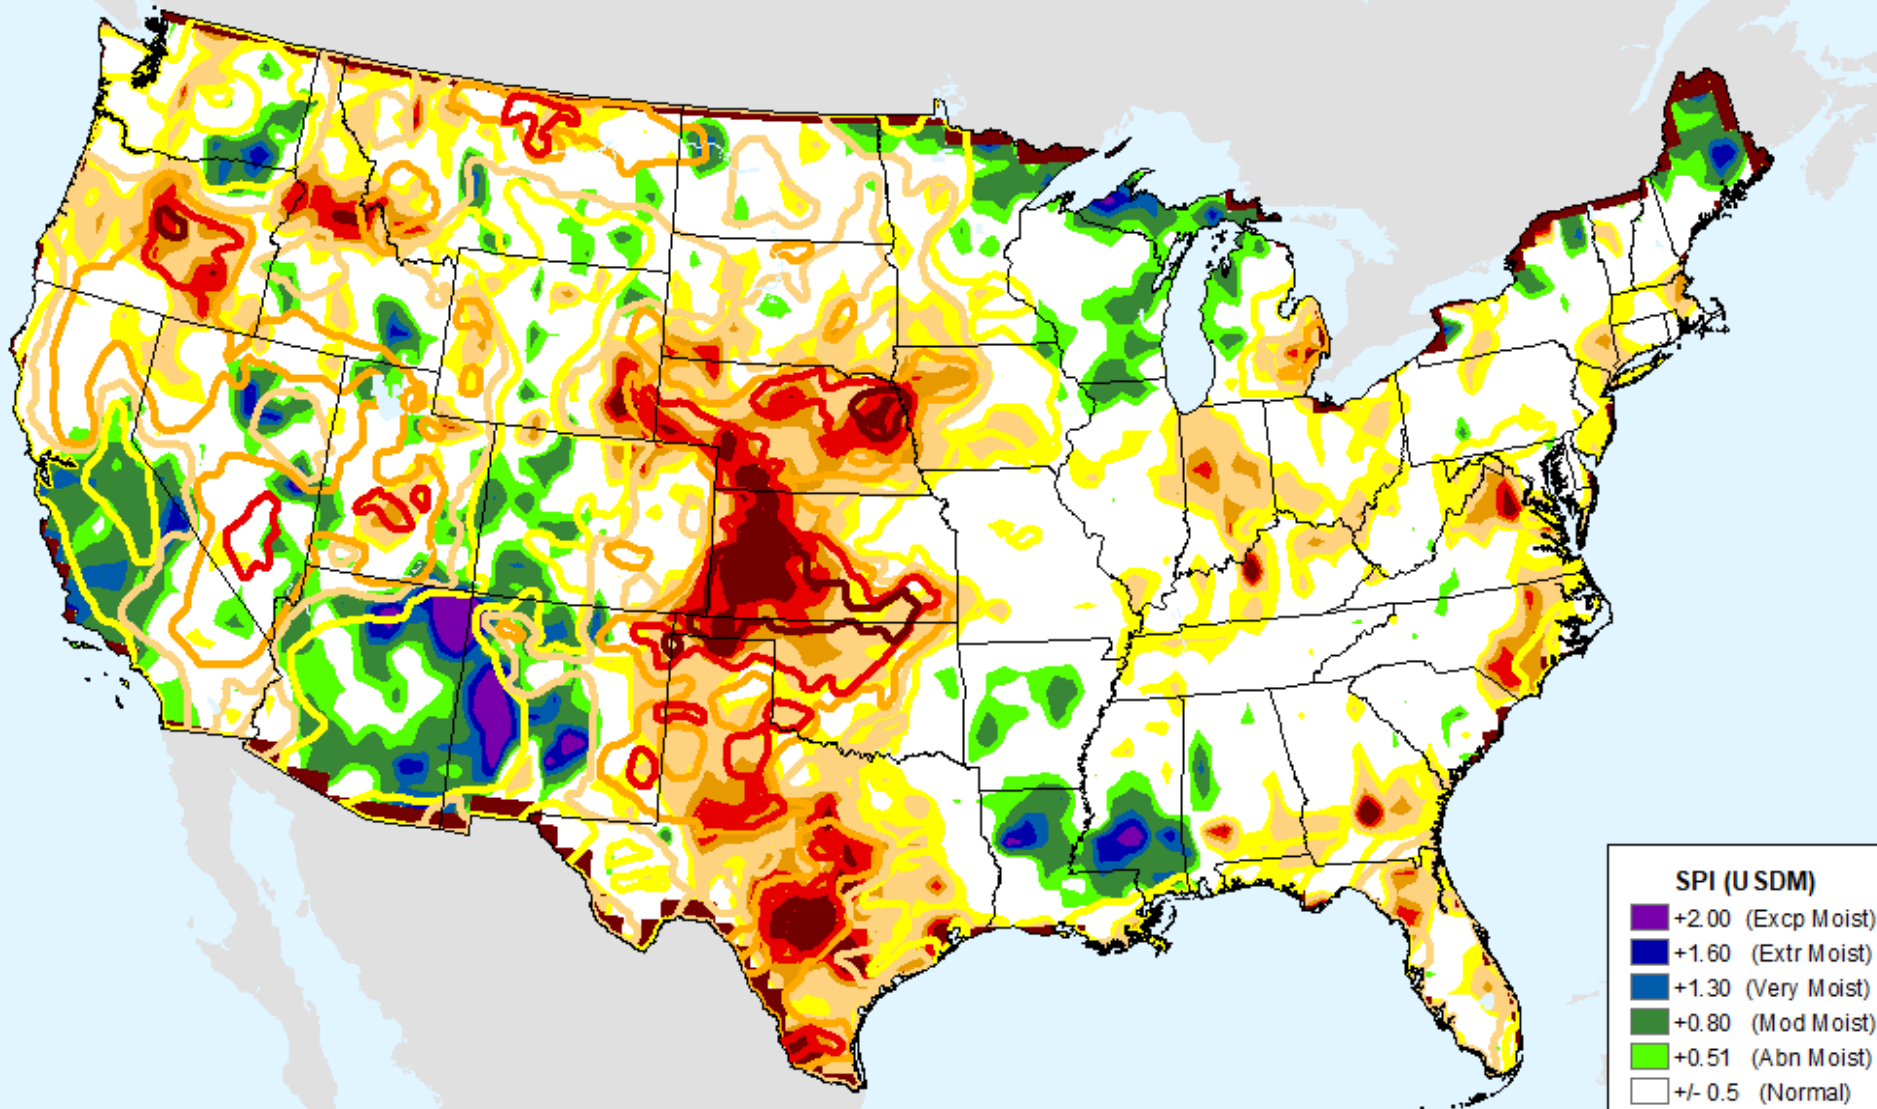 SPI (USDM)
+2.00 (Excp Moist)
+1.60 (Extr Moist)
+1.30 (Very Moist)
+0.80 (Mod Moist)
+0.51 (Abn Moist)
+/- 0.5 (Normal)